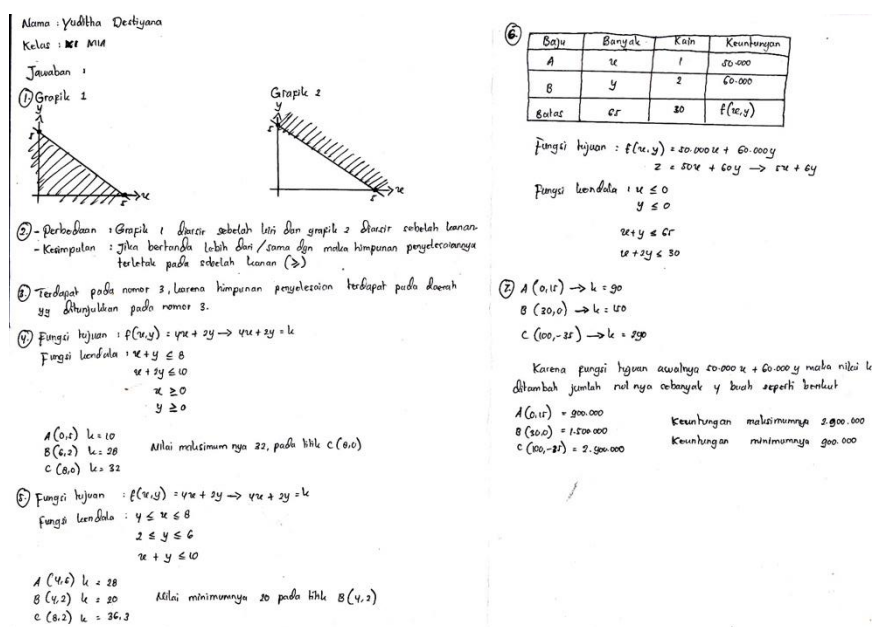 Nama : Yuditha Destiyana
Kelas : XI MIA
Jawaban :
1. Grafik 1
Grafik 2
y
5
5
x
y
5
5
x
2. - Perbedaan : Grafik 1 diarsir sebelah kiri dan grafik 2 diarsir sebelah kanan.
- Kesimpulan : Jika bertanda lebih dari / sama dgn maka himpunan penyelesaiannya
terletak pada sebelah kanan (≥)
3. Terdapat pada nomor 3, karena himpunan penyelesaian terdapat pada daerah
yg ditunjukkan pada nomor 3.
4. Fungsi tujuan : f(x,y) = 4x + 2y → 4x + 2y = k
Fungsi kendala : x + y ≤ 8
x + 2y ≤ 10
x ≥ 0
y ≥ 0
A (0,5) k = 10
B (6,2) k = 28
C (8,0) k = 32
Nilai maksimum nya 32, pada titik C (8,0)
5. Fungsi tujuan : f(x,y) = 4x + 2y → 4x + 2y = k
Fungsi kendala : 4 ≤ x ≤ 8
2 ≤ y ≤ 6
x + y ≤ 10
A (4,6) k = 28
B (4,2) k = 20
C (8,2) k = 36,3
Nilai minimumnya 20 pada titik B (4,2)
6. Baju Banyak Kain Keuntungan
A x 1 50.000
B y 2 60.000
Batas 65 30 f(x,y)
Fungsi tujuan : f(x,y) = 50.000x + 60.000y
z = 50x + 60y → 5x + 6y
Fungsi kendala : x ≤ 0
y ≤ 0
x + y ≤ 65
x + 2y ≤ 30
7. A (0,15) → k = 90
B (30,0) → k = 150
C (100,-35) → k = 290
Karena fungsi tujuan awalnya 50.000 x + 60.000 y maka nilai k
ditambah jumlah nol nya sebanyak 4 buah seperti berikut
A (0,15) = 900.000
B (30.0) = 1.500.000
C (100,-35) = 2.900.000
Keuntungan maksimumnya 2.900.000
Keuntungan minimumnya 900.000